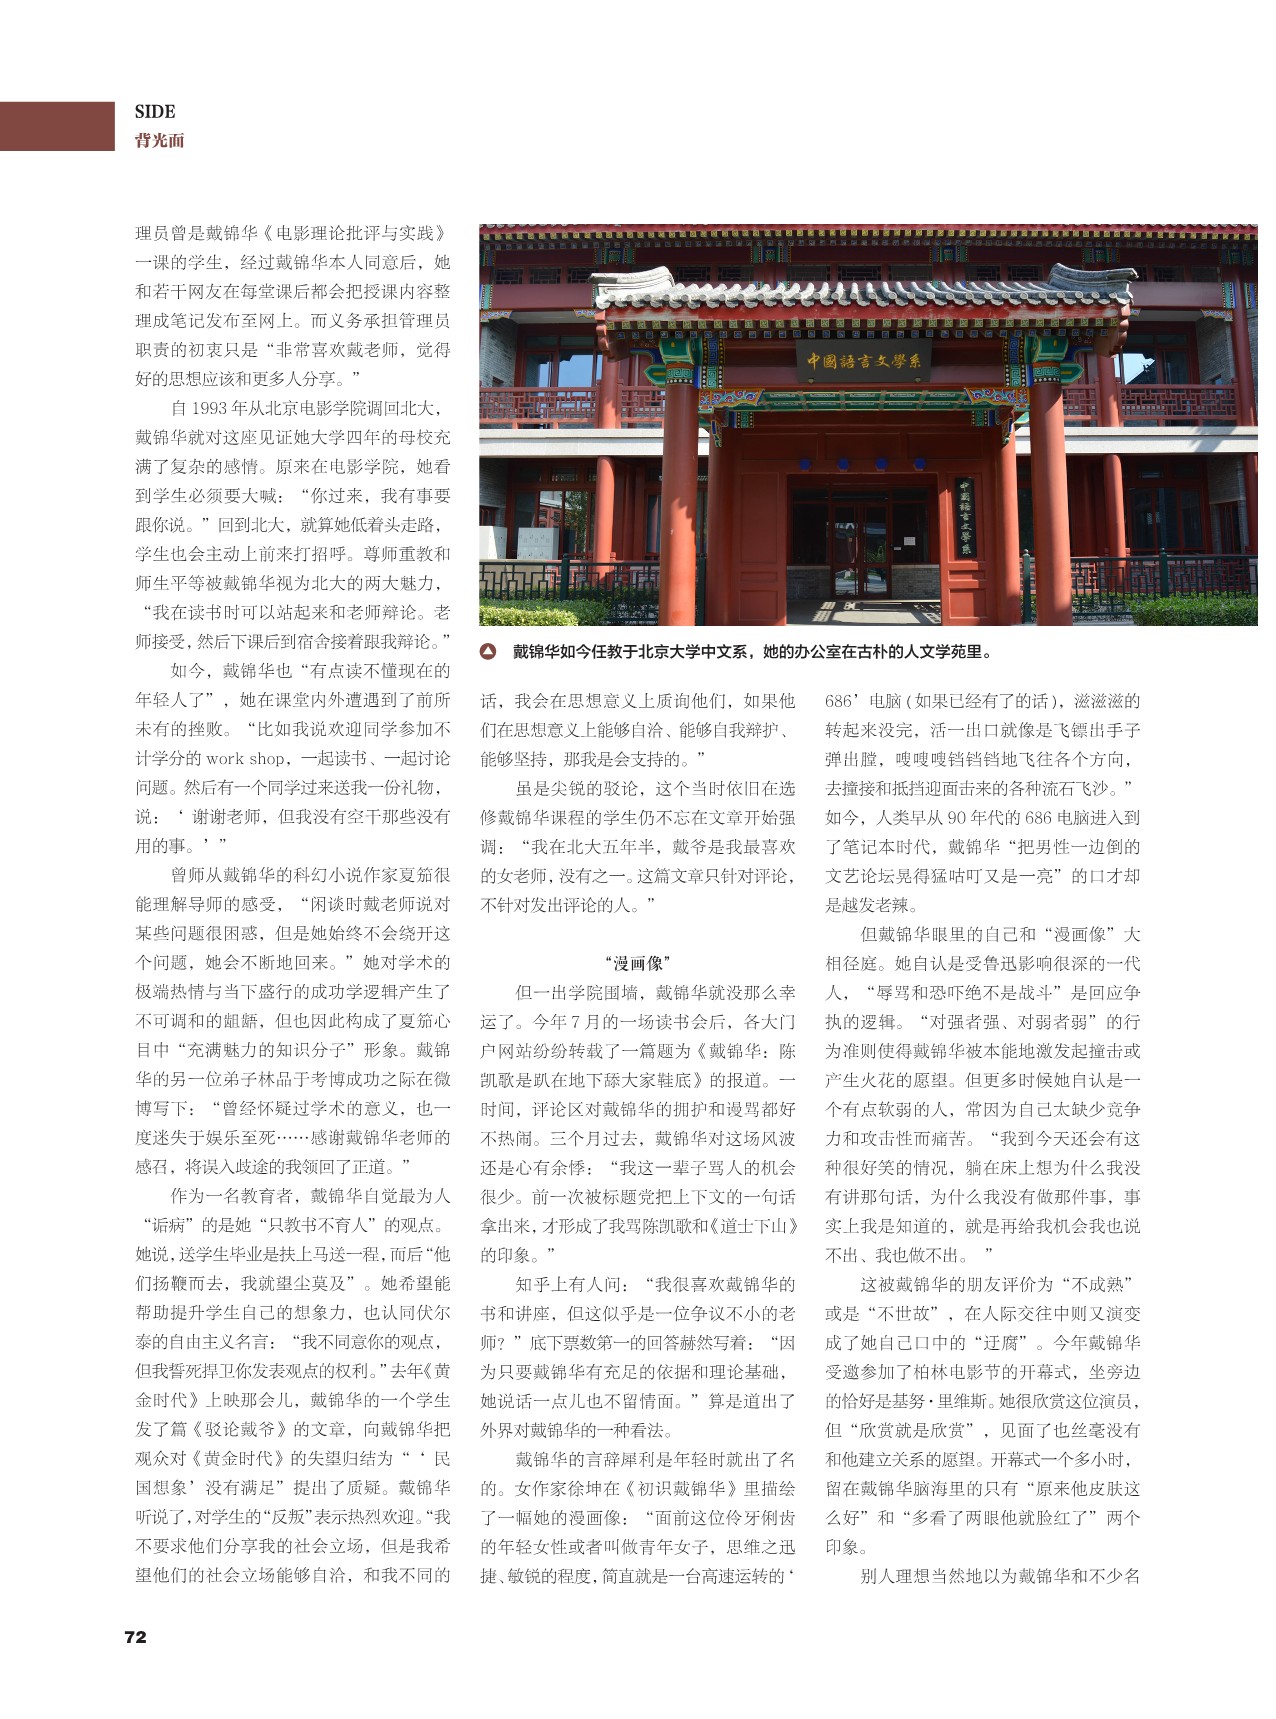 SIDE
背光面
理员曾是戴锦华《电影理论批评与实践》
一课的学生，经过戴锦华本人同意后，她
和若干网友在每堂课后都会把授课内容整
理成笔记发布至网上。而义务承担管理员
职责的初衷只是“非常喜欢戴老师，觉得
好的思想应该和更多人分享。”
自 1993 年从北京电影学院调回北大，
戴锦华就对这座见证她大学四年的母校充
满了复杂的感情。原来在电影学院，她看
到学生必须要大喊：“你过来，我有事要
跟你说。”回到北大，就算她低着头走路，
学生也会主动上前来打招呼。尊师重教和
师生平等被戴锦华视为北大的两大魅力，
“我在读书时可以站起来和老师辩论。老
师接受，然后下课后到宿舍接着跟我辩论。”
如今，戴锦华也“有点读不懂现在的
年轻人了”，她在课堂内外遭遇到了前所
未有的挫败。“比如我说欢迎同学参加不
计学分的 work shop，一起读书、一起讨论
问题。然后有一个同学过来送我一份礼物，
说：‘谢谢老师，但我没有空干那些没有
用的事。’”
曾师从戴锦华的科幻小说作家夏笳很
能理解导师的感受，“闲谈时戴老师说对
某些问题很困惑，但是她始终不会绕开这
个问题，她会不断地回来。”她对学术的
极端热情与当下盛行的成功学逻辑产生了
不可调和的龃龉，但也因此构成了夏笳心
目中“充满魅力的知识分子”形象。戴锦
华的另一位弟子林品于考博成功之际在微
博写下：“曾经怀疑过学术的意义，也一
度迷失于娱乐至死……感谢戴锦华老师的
感召，将误入歧途的我领回了正道。”
作为一名教育者，戴锦华自觉最为人
“诟病”的是她“只教书不育人”的观点。
她说，送学生毕业是扶上马送一程，而后“他
们扬鞭而去，我就望尘莫及”。她希望能
帮助提升学生自己的想象力，也认同伏尔
泰的自由主义名言：“我不同意你的观点，
但我誓死捍卫你发表观点的权利。”去年《黄
金时代》上映那会儿，戴锦华的一个学生
发了篇《驳论戴爷》的文章，向戴锦华把
观众对《黄金时代》的失望归结为“‘民
国想象’没有满足”提出了质疑。戴锦华
听说了，对学生的“反叛”表示热烈欢迎。“我
不要求他们分享我的社会立场，但是我希
望他们的社会立场能够自洽，和我不同的
中國語言文學系
中國語言文學系
戴锦华如今任教于北京大学中文系，她的办公室在古朴的人文学苑里。
话，我会在思想意义上质询他们，如果他
们在思想意义上能够自洽、能够自我辩护、
能够坚持，那我是会支持的。”
虽是尖锐的驳论，这个当时依旧在选
修戴锦华课程的学生仍不忘在文章开始强
调：“我在北大五年半，戴爷是我最喜欢
的女老师，没有之一。这篇文章只针对评论，
不针对发出评论的人。”
“漫画像”
但一出学院围墙，戴锦华就没那么幸
运了。今年 7 月的一场读书会后，各大门
户网站纷纷转载了一篇题为《戴锦华：陈
凯歌是趴在地下舔大家鞋底》的报道。一
时间，评论区对戴锦华的拥护和谩骂都好
不热闹。三个月过去，戴锦华对这场风波
还是心有余悸：“我这一辈子骂人的机会
很少。前一次被标题党把上下文的一句话
拿出来，才形成了我骂陈凯歌和《道士下山》
的印象。”
知乎上有人问：“我很喜欢戴锦华的
书和讲座，但这似乎是一位争议不小的老
师？”底下票数第一的回答赫然写着：“因
为只要戴锦华有充足的依据和理论基础，
她说话一点儿也不留情面。”算是道出了
外界对戴锦华的一种看法。
戴锦华的言辞犀利是年轻时就出了名
的。女作家徐坤在《初识戴锦华》里描绘
了一幅她的漫画像：“面前这位伶牙俐齿
的年轻女性或者叫做青年女子，思维之迅
捷、敏锐的程度，简直就是一台高速运转的‘
686’电脑 ( 如果已经有了的话 )，滋滋滋的
转起来没完，活一出口就像是飞镖出手子
弹出膛，嗖嗖嗖铛铛铛地飞往各个方向，
去撞接和抵挡迎面击来的各种流石飞沙。”
如今，人类早从 90 年代的 686 电脑进入到
了笔记本时代，戴锦华“把男性一边倒的
文艺论坛晃得猛咕叮又是一亮”的口才却
是越发老辣。
但戴锦华眼里的自己和“漫画像”大
相径庭。她自认是受鲁迅影响很深的一代
人，“辱骂和恐吓绝不是战斗”是回应争
执的逻辑。“对强者强、对弱者弱”的行
为准则使得戴锦华被本能地激发起撞击或
产生火花的愿望。但更多时候她自认是一
个有点软弱的人，常因为自己太缺少竞争
力和攻击性而痛苦。“我到今天还会有这
种很好笑的情况，躺在床上想为什么我没
有讲那句话，为什么我没有做那件事，事
实上我是知道的，就是再给我机会我也说
不出、我也做不出。 ”
这被戴锦华的朋友评价为“不成熟”
或是“不世故”，在人际交往中则又演变
成了她自己口中的“迂腐”。今年戴锦华
受邀参加了柏林电影节的开幕式，坐旁边
的恰好是基努·里维斯。她很欣赏这位演员，
但“欣赏就是欣赏”，见面了也丝毫没有
和他建立关系的愿望。开幕式一个多小时，
留在戴锦华脑海里的只有“原来他皮肤这
么好”和“多看了两眼他就脸红了”两个
印象。
别人理想当然地以为戴锦华和不少名
72